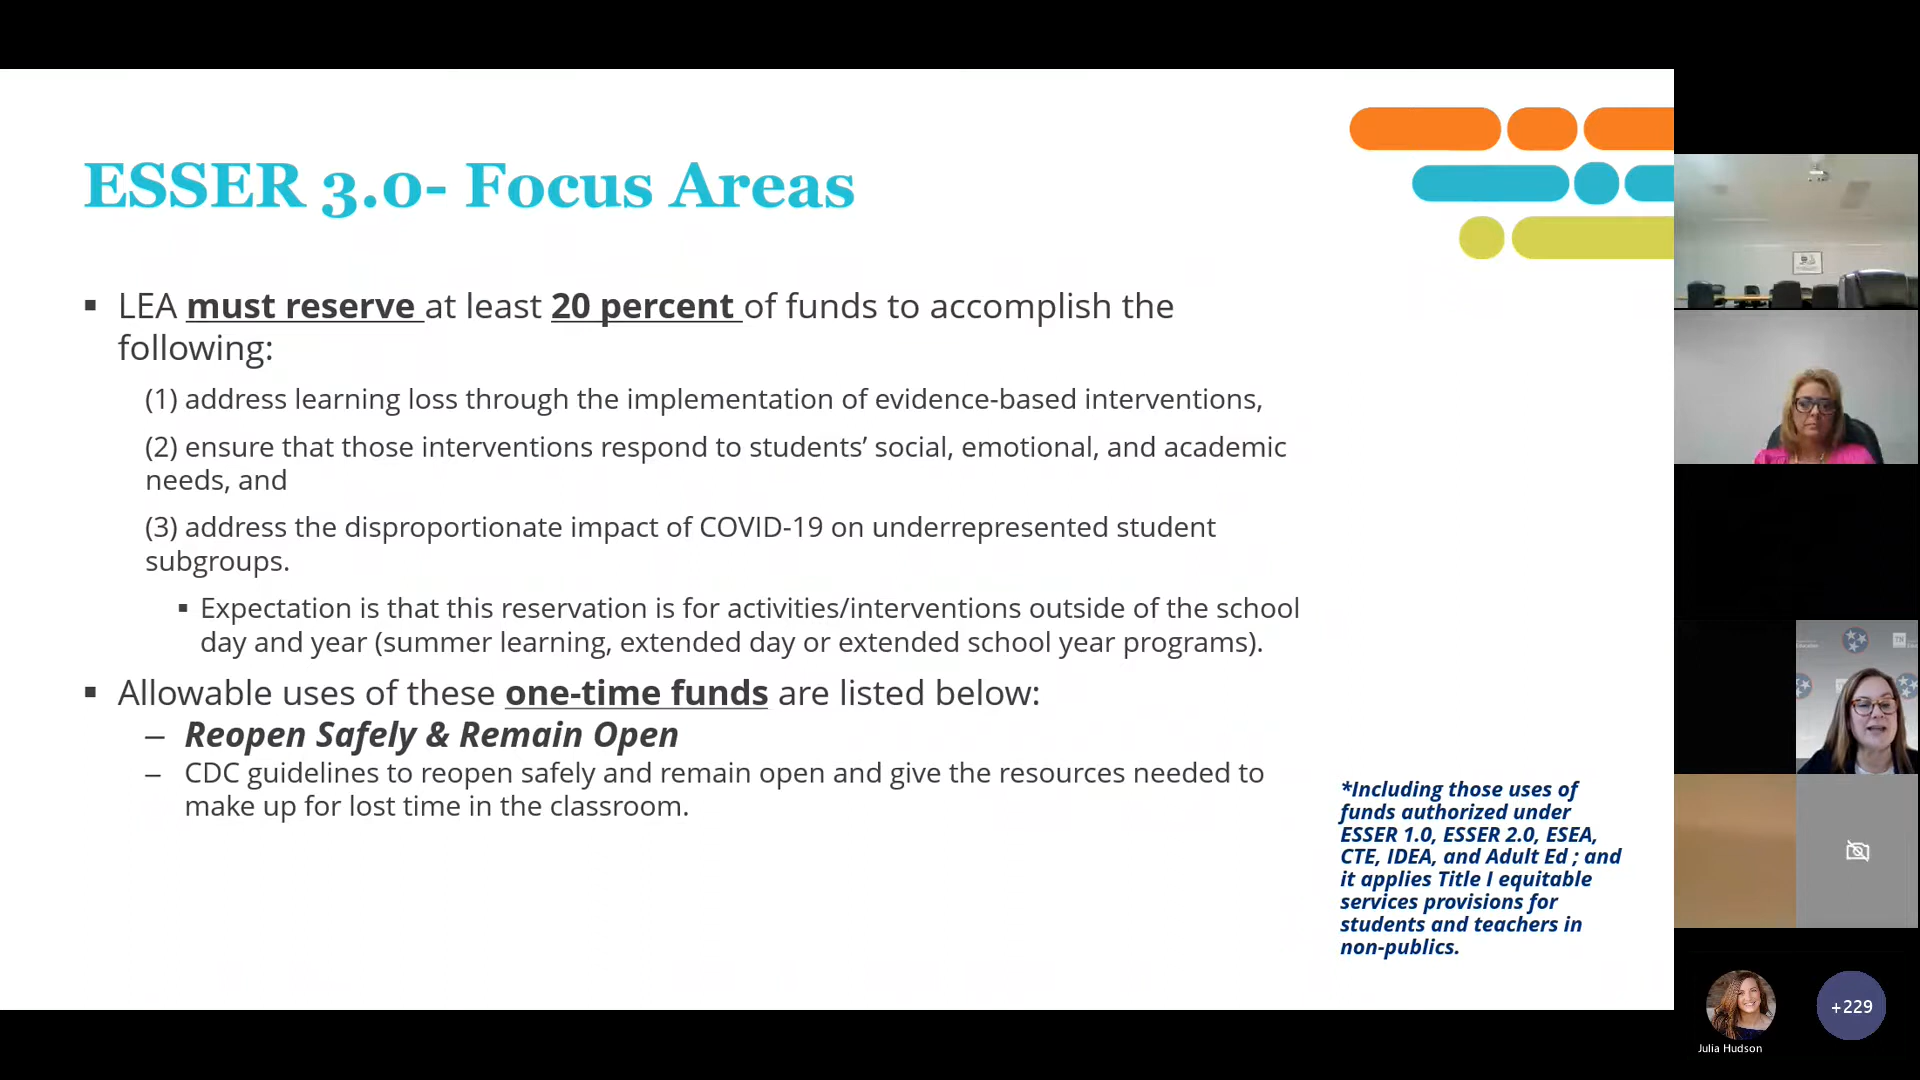 ESSER 3.0- Focus Areas
▪ LEA must reserve at least 20 percent of funds to accomplish the
following:
(1) address learning loss through the implementation of evidence-based interventions,
(2) ensure that those interventions respond to students’ social, emotional, and academic
needs, and
(3) address the disproportionate impact of COVID-19 on underrepresented student
subgroups.
▪ Expectation is that this reservation is for activities/interventions outside of the school
day and year (summer learning, extended day or extended school year programs).
▪ Allowable uses of these one-time funds are listed below:
– Reopen Safely & Remain Open
– CDC guidelines to reopen safely and remain open and give the resources needed to
make up for lost time in the classroom.
*Including those uses of
funds authorized under
ESSER 1.0, ESSER 2.0, ESEA,
CTE, IDEA, and Adult Ed ; and
it applies Title I equitable
services provisions for
students and teachers in
non-publics.
TN
+229
Julia Hudson